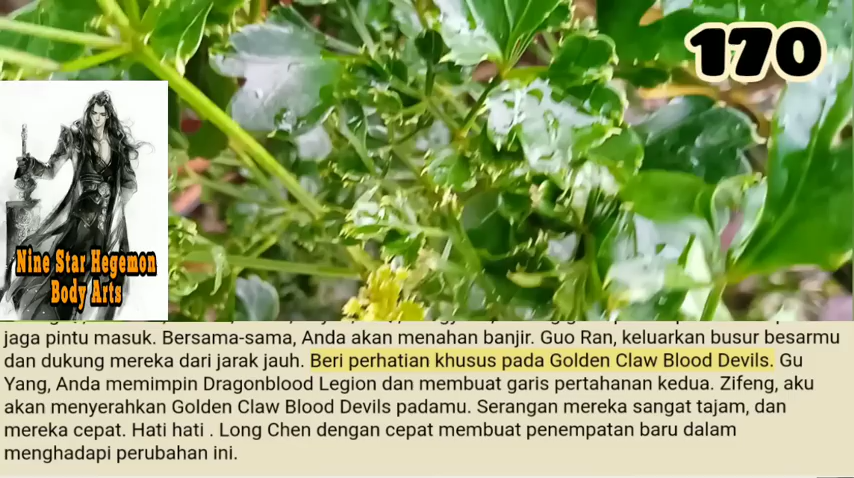 170
Nine Star Hegemon
Body Arts
jaga pintu masuk. Bersama-sama, Anda akan menahan banjir. Guo Ran, keluarkan busur besarmu
dan dukung mereka dari jarak jauh. Beri perhatian khusus pada Golden Claw Blood Devils. Gu
Yang, Anda memimpin Dragonblood Legion dan membuat garis pertahanan kedua. Zifeng, aku
akan menyerahkan Golden Claw Blood Devils padamu. Serangan mereka sangat tajam, dan
mereka cepat. Hati hati . Long Chen dengan cepat membuat penempatan baru dalam
menghadapi perubahan ini.